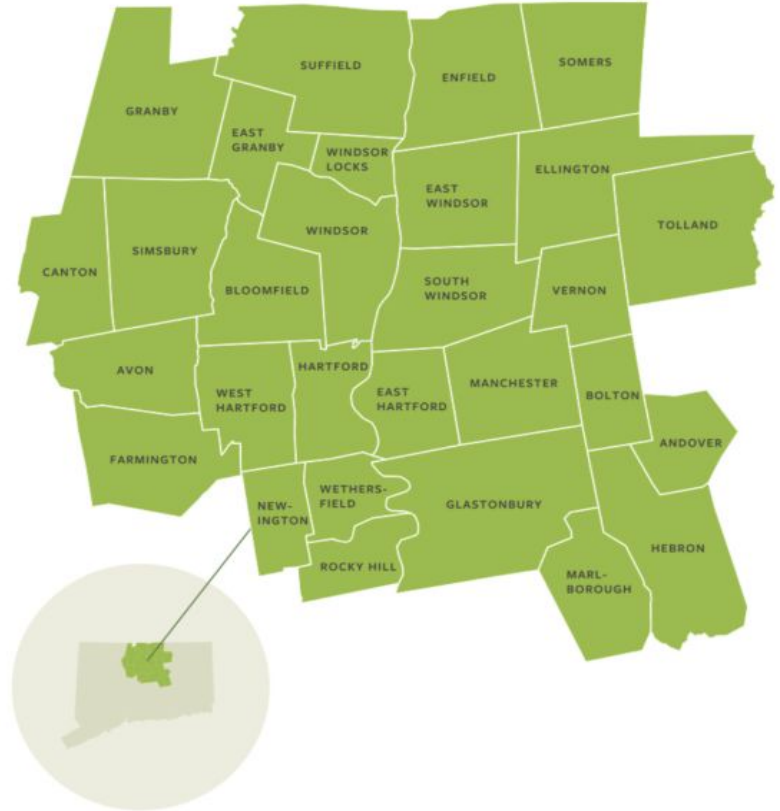 SUFFIELD
ENFIELD
SOMERS
GRANBY
EAST
GRANBY
WINDSOR
LOCKS
ELLINGTON
EAST
WINDSOR
TOLLAND
SIMSBURY
WINDSOR
CANTON
BLOOMFIELD
SOUTH
WINDSOR
VERNON
AVON
WEST
HARTFORD
HARTFORD
EAST
HARTFORD
MANCHESTER
BOLTON
ANDOVER
FARMINGTON
NEW-
INGTON
WETHERS-
FIELD
GLASTONBURY
HEBRON
ROCKY HILL
MARL-
BOROUGH